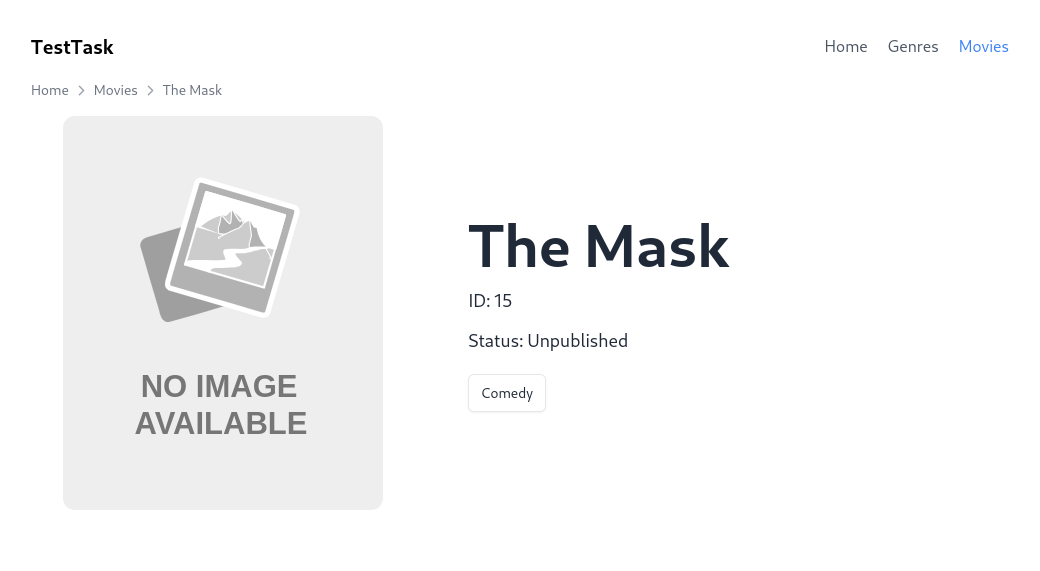 TestTask
Home Genres Movies
Home Movies The Mask
NO IMAGE
AVAILABLE
The Mask
ID: 15
Status: Unpublished
Comedy